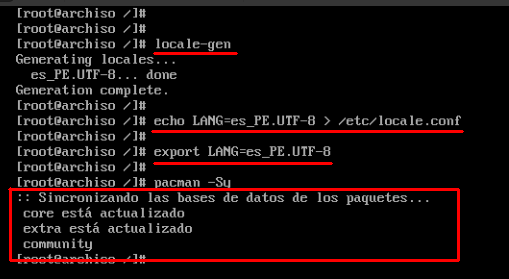 [root@archiso /]#
[root@archiso /]#
[root@archiso /]# locale-gen
Generating locales...
  es_PE.UTF-8... done
Generation complete.
[root@archiso /]#
[root@archiso /]# echo LANG=es_PE.UTF-8 > /etc/locale.conf
[root@archiso /]#
[root@archiso /]# export LANG=es_PE.UTF-8
[root@archiso /]#
[root@archiso /]# pacman -Sy
:: Sincronizando las bases de datos de los paquetes...
 core está actualizado
 extra está actualizado
 community
[root@archiso /]#